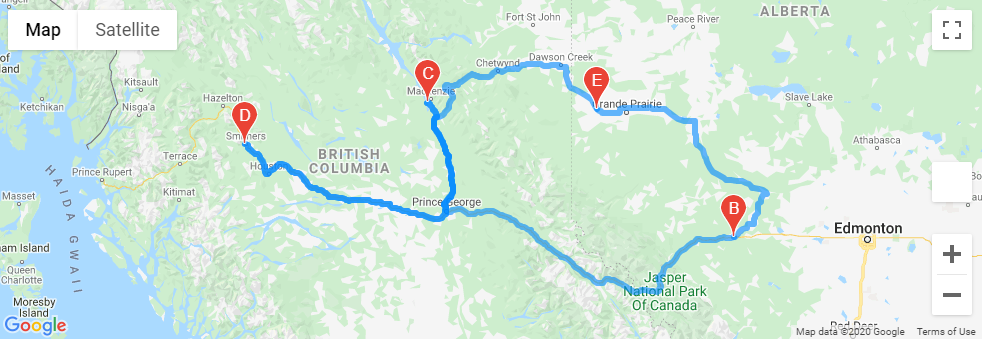 Map
Satellite
Fort St John
Peace River
ALBERTA
Chetwynd
Dawson Creek
Kitsault
Ketchikan
Nisga'a
Hazelton
D
Smithers
C
Mackenzie
E
Grande Prairie
Slave Lake
Athabasca
Terrace
Houston
BRITISH
COLUMBIA
Prince Rupert
Kitimat
Masset
HAIDA GWAII
Prince George
B
Edmonton
Queen
Charlotte
Moresby
Island
Jasper
National Park
Of Canada
Red Deer
Google
Map data ©2020 Google
Terms of Use